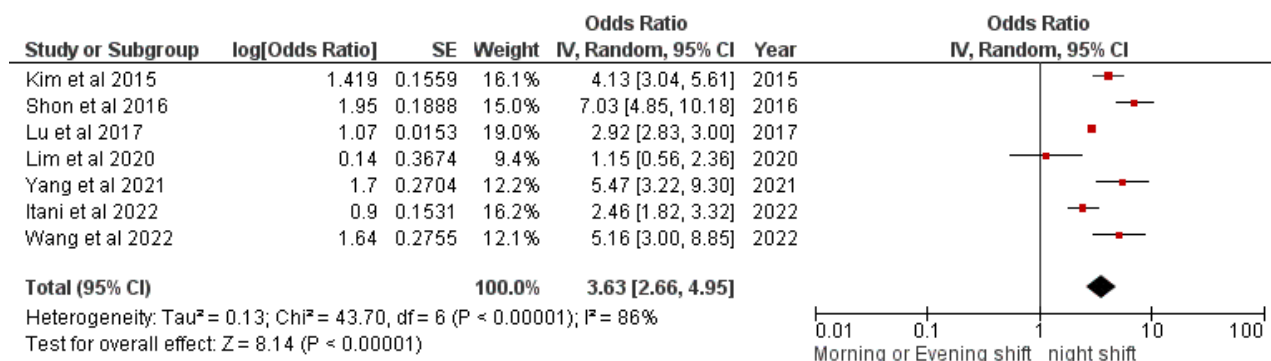 Odds Ratio Odds Ratio
Study or Subgroup log[Odds Ratio] SE Weight IV, Random, 95% CI Year IV, Random, 95% CI
Kim et al 2015 1.419 0.1559 16.1% 4.13 [3.04, 5.61] 2015
Shon et al 2016 1.95 0.1888 15.0% 7.03 [4.85, 10.18] 2016
Lu et al 2017 1.07 0.0153 19.0% 2.92 [2.83, 3.00] 2017
Lim et al 2020 0.14 0.3674 9.4% 1.15 [0.56, 2.36] 2020
Yang et al 2021 1.7 0.2704 12.2% 5.47 [3.22, 9.30] 2021
Itani et al 2022 0.9 0.1531 16.2% 2.46 [1.82, 3.32] 2022
Wang et al 2022 1.64 0.2755 12.1% 5.16 [3.00, 8.85] 2022
Total (95% CI) 100.0% 3.63 [2.66, 4.95]
Heterogeneity: Tau² = 0.13; Chi² = 43.70, df = 6 (P < 0.00001); I² = 86%
Test for overall effect: Z = 8.14 (P < 0.00001)
0.01 0.1 1 10 100
Morning or Evening shift night shift